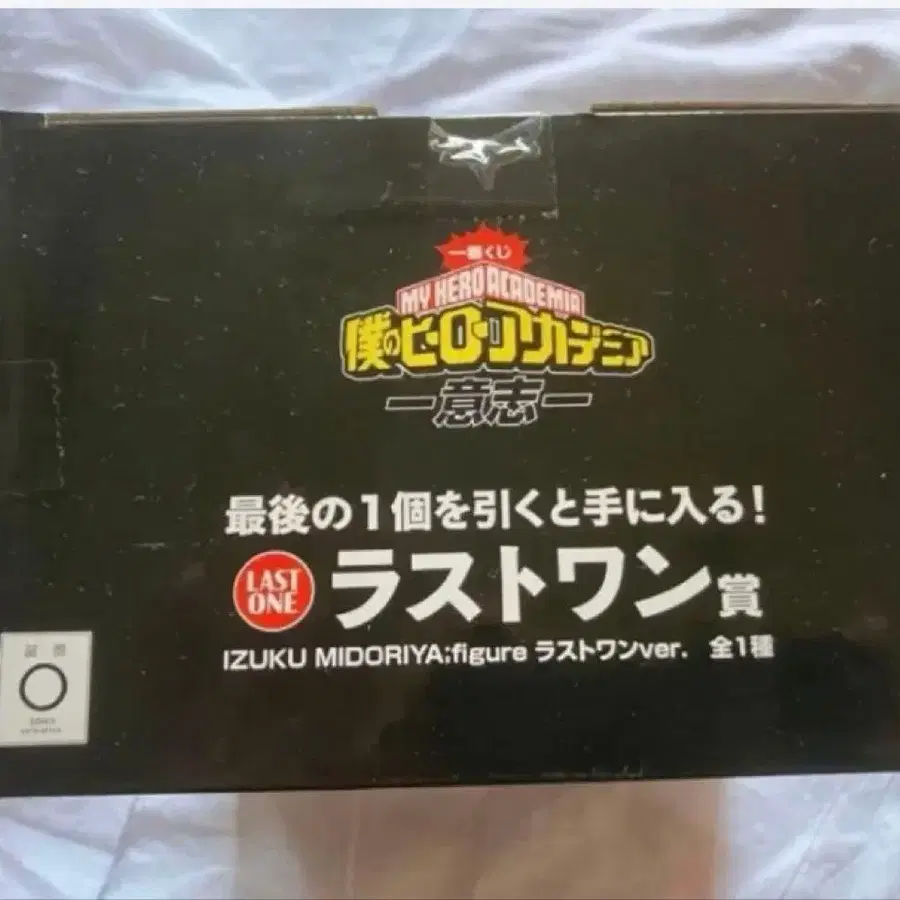 一番くじ
MY HERO ACADEMIA
僕のヒーローアカデミア
ー意志ー
最後の1個を引くと手に入る!
LAST ONE ラストワン賞
IZUKU MIDORIYA:figure ラストワンver. 全1種